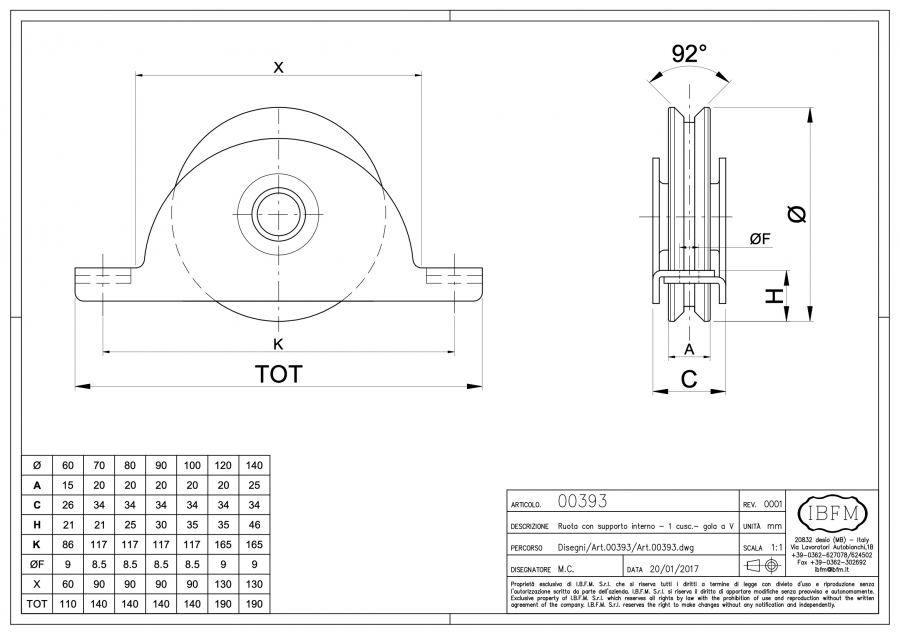 X
92°
Ø
ØF
H
K
TOT
A
C
Ø 60 70 80 90 100 120 140
A 15 20 20 20 20 20 25
C 26 34 34 34 34 34 34
H 21 21 25 30 35 35 46
K 86 117 117 117 117 165 165
ØF 9 8.5 8.5 8.5 8.5 9 9
X 60 90 90 90 90 130 130
TOT 110 140 140 140 140 190 190
ARTICOLO. 00393 REV. 0001
DESCRIZIONE Ruota con supporto interno - 1 cusc.- gola a V UNITÀ mm
PERCORSO Disegni/Art.00393/Art.00393.dwg SCALA 1:1
DISEGNATORE M.C. DATA 20/01/2017
IBFM
20832 desio (MB) - Italy
Via Lavoratori Autobianchi,18
+39-0362-627078/624502
Fax +39-0362-302692
ibfm@ibfm.it
Proprietà esclusiva di I.B.F.M. S.r.l. che si riserva tutti i diritti a termine di legge con divieto d'uso e riproduzione senza
l'autorizzazione scritta da parte dell'azienda. I.B.F.M. S.r.l. si riserva il diritto di apportare modifiche senza preavviso e autonomamente.
Exclusive property of I.B.F.M. S.r.l. which reserves all rights by law with the prohibition of use and reproduction without the written
agreement of the company. I.B.F.M. S.r.l. reserves the right to make changes without any notification and independently.